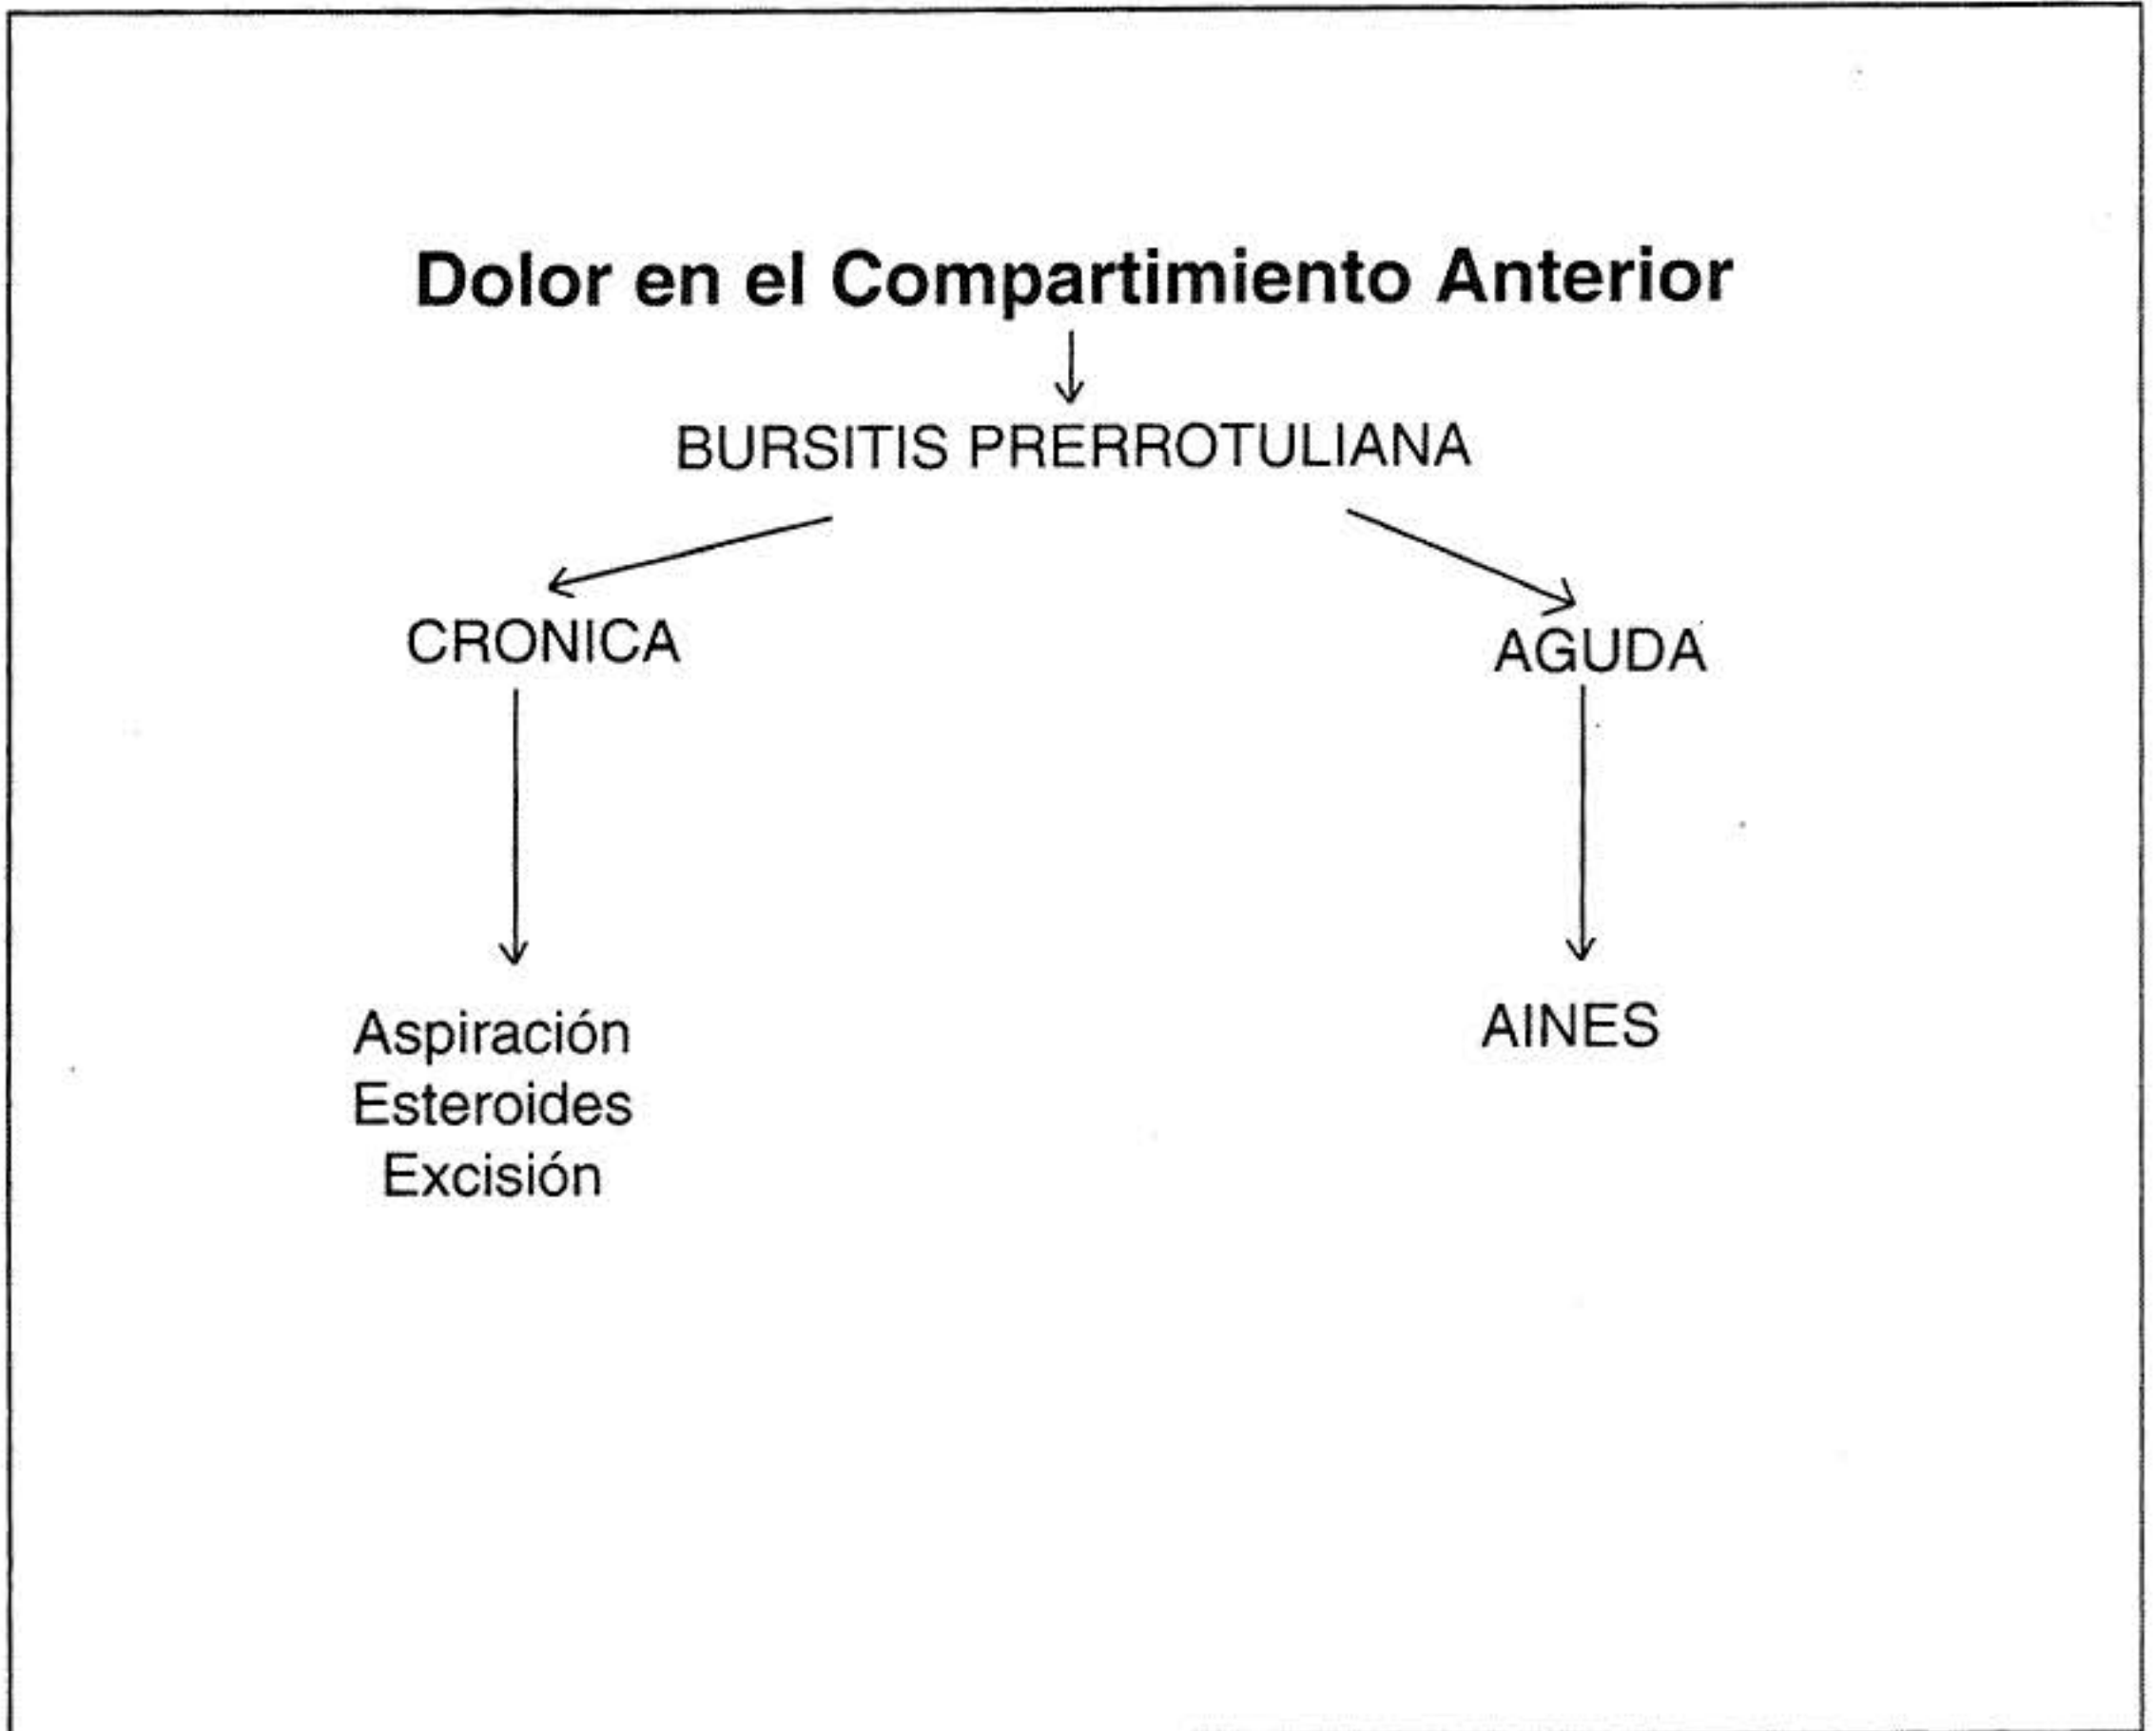 Dolor en el Compartimiento Anterior
BURSITIS PRERROTULIANA
CRONICA
AGUDA
Aspiración
Esteroides
Excisión
AINES